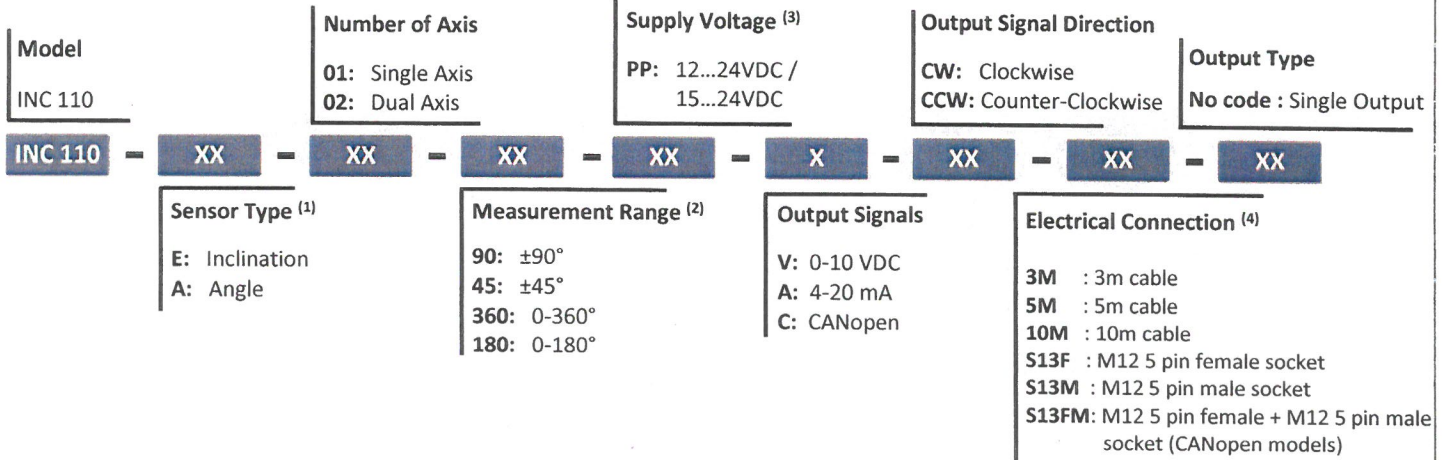 Model
INC 110
Number of Axis
01: Single Axis
02: Dual Axis
Supply Voltage (3)
PP: 12...24VDC /
15...24VDC
Output Signal Direction
CW: Clockwise
CCW: Counter-Clockwise
Output Type
No code : Single Output
INC 110 - XX - XX - XX - XX - X - XX - XX - XX
Sensor Type (1)
E: Inclination
A: Angle
Measurement Range (2)
90: ±90°
45: ±45°
360: 0-360°
180: 0-180°
Output Signals
V: 0-10 VDC
A: 4-20 mA
C: CANopen
Electrical Connection (4)
3M : 3m cable
5M : 5m cable
10M : 10m cable
S13F : M12 5 pin female socket
S13M : M12 5 pin male socket
S13FM: M12 5 pin female + M12 5 pin male
socket (CANopen models)